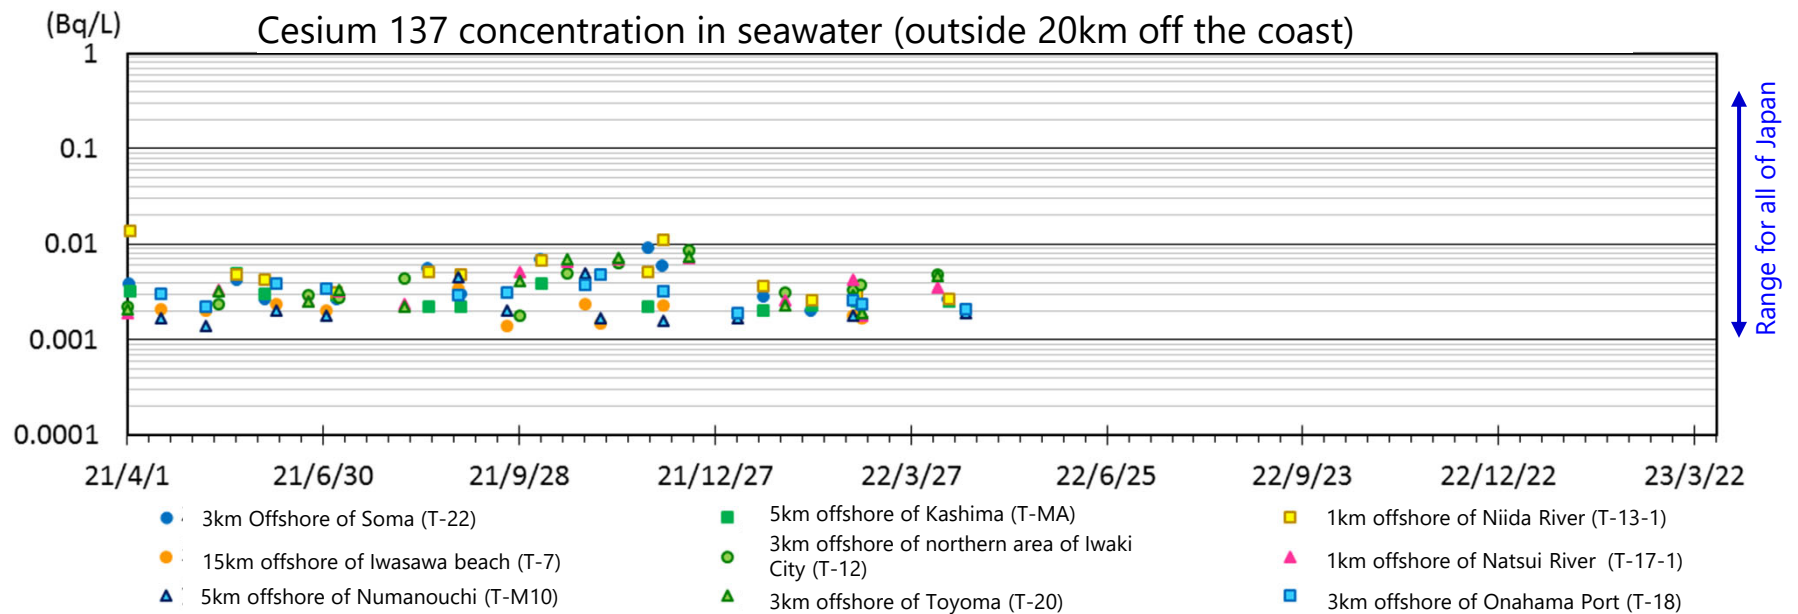 (Bq/L)
Cesium 137 concentration in seawater (outside 20km off the coast)
1
0.1
0.01
0.001
0.0001
Range for all of Japan
21/4/1 21/6/30 21/9/28 21/12/27 22/3/27 22/6/25 22/9/23 22/12/22 23/3/22
3km Offshore of Soma (T-22)
15km offshore of Iwasawa beach (T-7)
5km offshore of Numanouchi (T-M10)
5km offshore of Kashima (T-MA)
3km offshore of northern area of Iwaki
City (T-12)
3km offshore of Toyoma (T-20)
1km offshore of Niida River (T-13-1)
1km offshore of Natsui River (T-17-1)
3km offshore of Onahama Port (T-18)